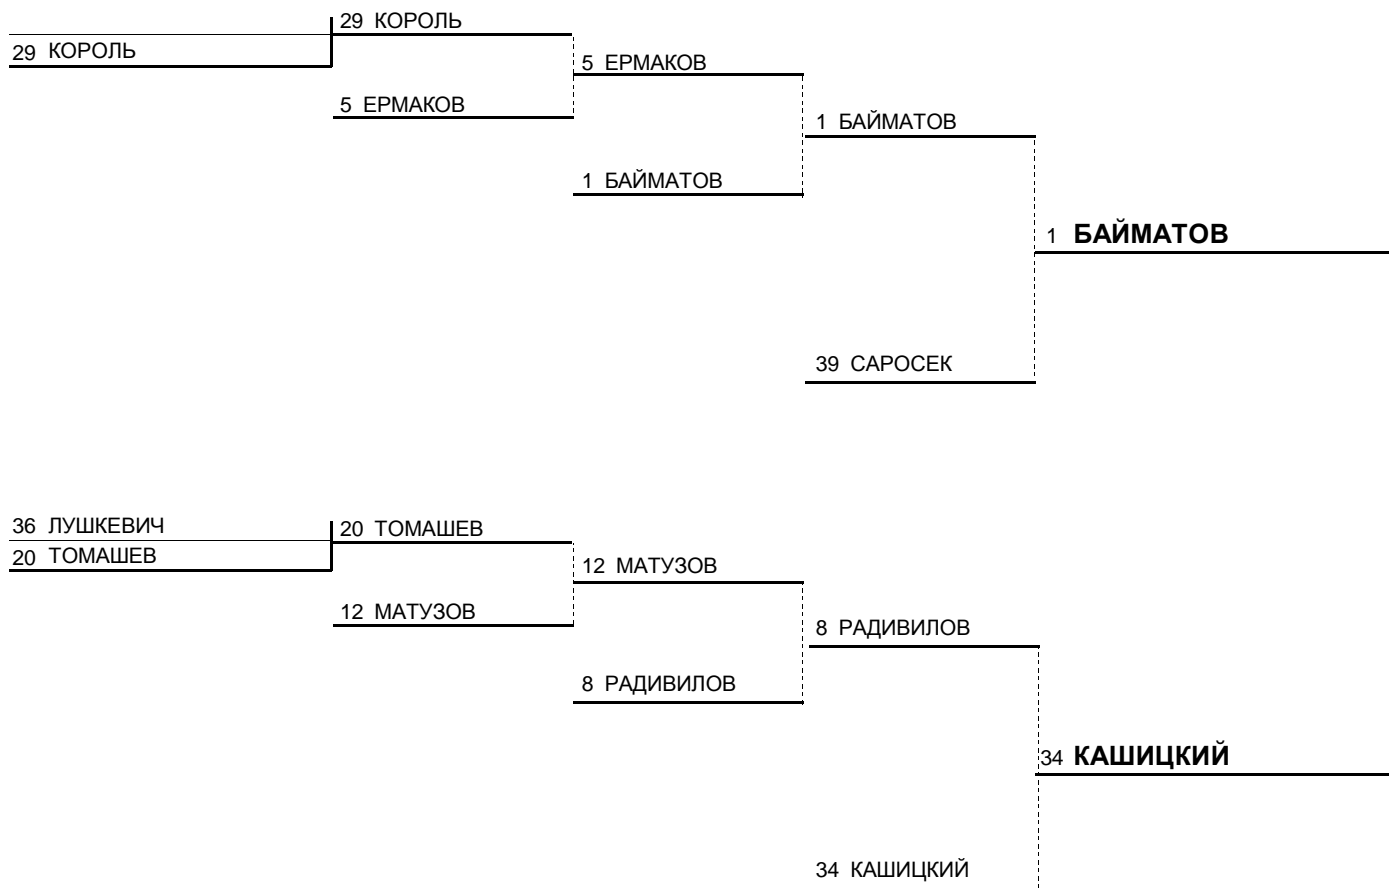 29 КОРОЛЬ
29 КОРОЛЬ
5 ЕРМАКОВ
5 ЕРМАКОВ
1 БАЙМАТОВ
1 БАЙМАТОВ
1 БАЙМАТОВ
39 САРОСЕК
36 ЛУШКЕВИЧ
20 ТОМАШЕВ
20 ТОМАШЕВ
12 МАТУЗОВ
12 МАТУЗОВ
8 РАДИВИЛОВ
8 РАДИВИЛОВ
34 КАШИЦКИЙ
34 КАШИЦКИЙ